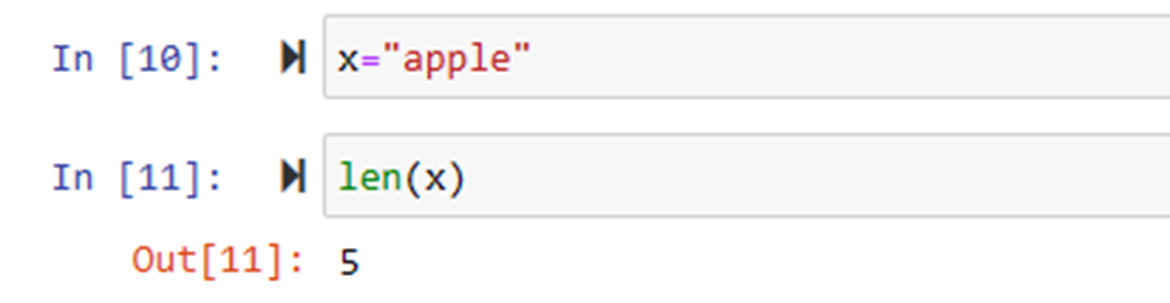 In [10]: x="apple"
In [11]: len(x)
Out[11]: 5